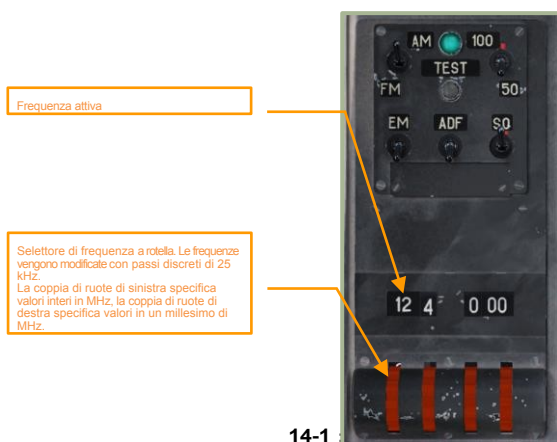 AM 100
TEST
FM 50
EM ADF SQ
Frequenza attiva
Selettore di frequenza a rotella. Le frequenze
vengono modificate con passi discreti di 25
kHz.
La coppia di ruote di sinistra specifica
valori interi in MHz, la coppia di ruote di
destra specifica valori in un millesimo di
MHz.
12 4 0 00
14-1